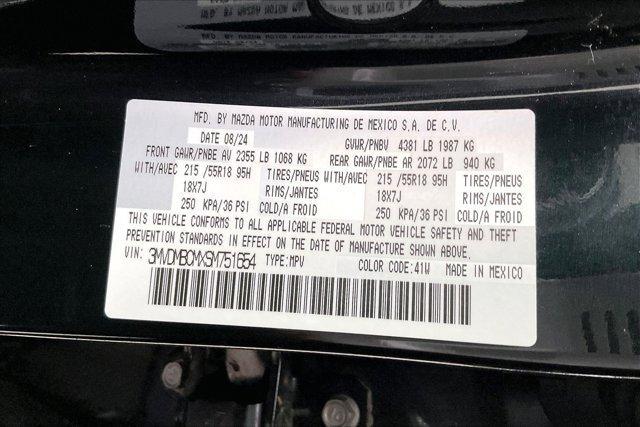 MFD. BY MAZDA MOTOR MANUFACTURING DE MEXICO S.A. DE C.V.
DATE 08/24 GVWR/PNBV 4381 LB 1987 KG
FRONT GAWR/PNBE AV 2355 LB 1068 KG REAR GAWR/PNBE AR 2072 LB 940 KG
WITH/AVEC 215 /55R18 95H TIRES/PNEUS WITH/AVEC 215 /55R18 95H TIRES/PNEUS
18X7J RIMS/JANTES 18X7J RIMS/JANTES
250 KPA/36 PSI COLD/A FROID 250 KPA/36 PSI COLD/A FROID
THIS VEHICLE CONFORMS TO ALL APPLICABLE FEDERAL MOTOR VEHICLE SAFETY AND THEFT
PREVENTION STANDARDS IN EFFECT ON THE DATE OF MANUFACTURE SHOWN ABOVE.
VIN: 3MVDMBCMXSM751654 TYPE:MPV COLOR CODE:41W MADE IN MEXICO